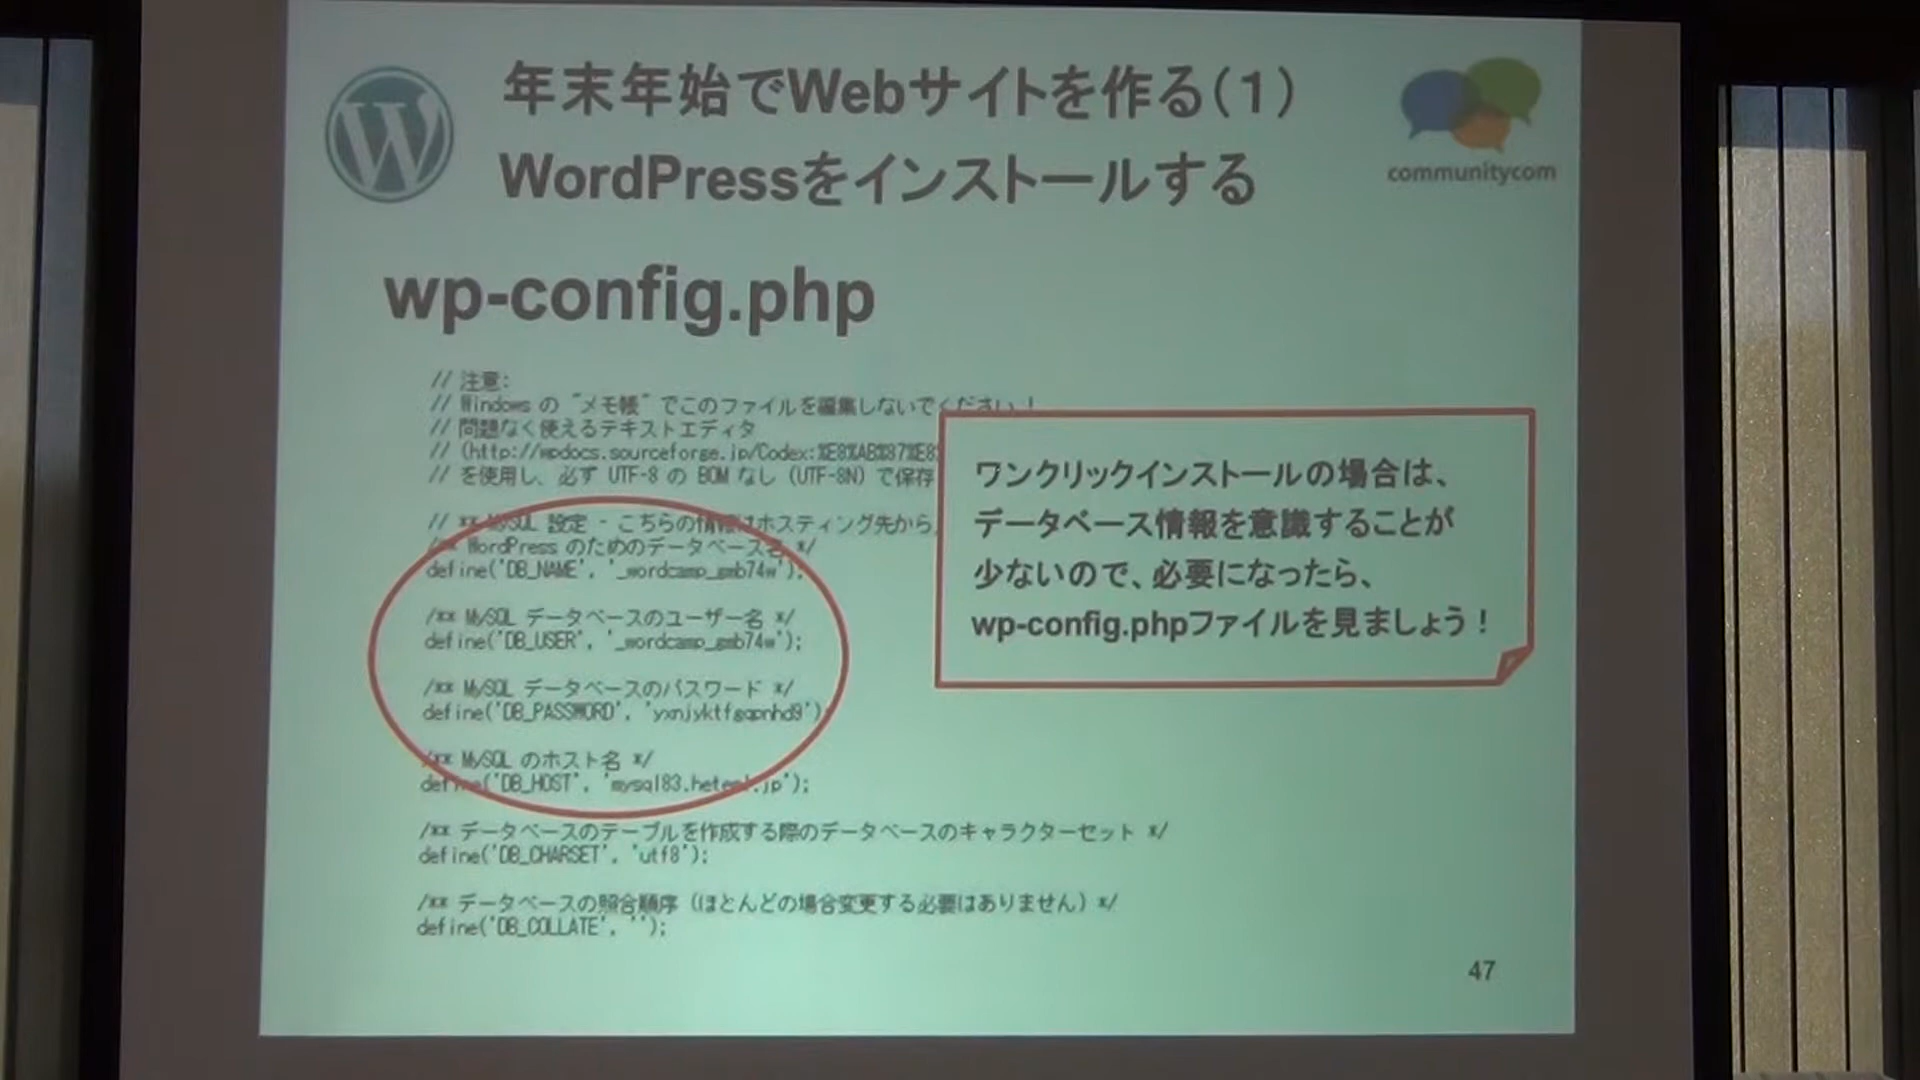 年末年始でWebサイトを作る（1）
WordPressをインストールする
communitycom
wp-config.php
// 注意:
// Windows の "メモ帳" でこのファイルを編集しないでください !
// 問題なく使えるテキストエディタ
// (http://wpdocs.sourceforge.jp/Codex:%E8%AB%87%E8
// を使用し、必ず UTF-8 の BOM なし (UTF-8N) で保存
// ** MySQL 設定 - こちらの情報はホスティング先から
/** WordPress のためのデータベース名 */
define('DB_NAME', '_wordcamp_gmb74w');
/** MySQL データベースのユーザー名 */
define('DB_USER', '_wordcamp_gmb74w');
/** MySQL データベースのパスワード */
define('DB_PASSWORD', 'yxnjyktfgqpnhd9')
/** MySQL のホスト名 */
define('DB_HOST', 'mysql83.heteml.jp');
/** データベースのテーブルを作成する際のデータベースのキャラクターセット */
define('DB_CHARSET', 'utf8');
/** データベースの照合順序 (ほとんどの場合変更する必要はありません) */
define('DB_COLLATE', '');
ワンクリックインストールの場合は、
データベース情報を意識することが
少ないので、必要になったら、
wp-config.phpファイルを見ましょう！
47